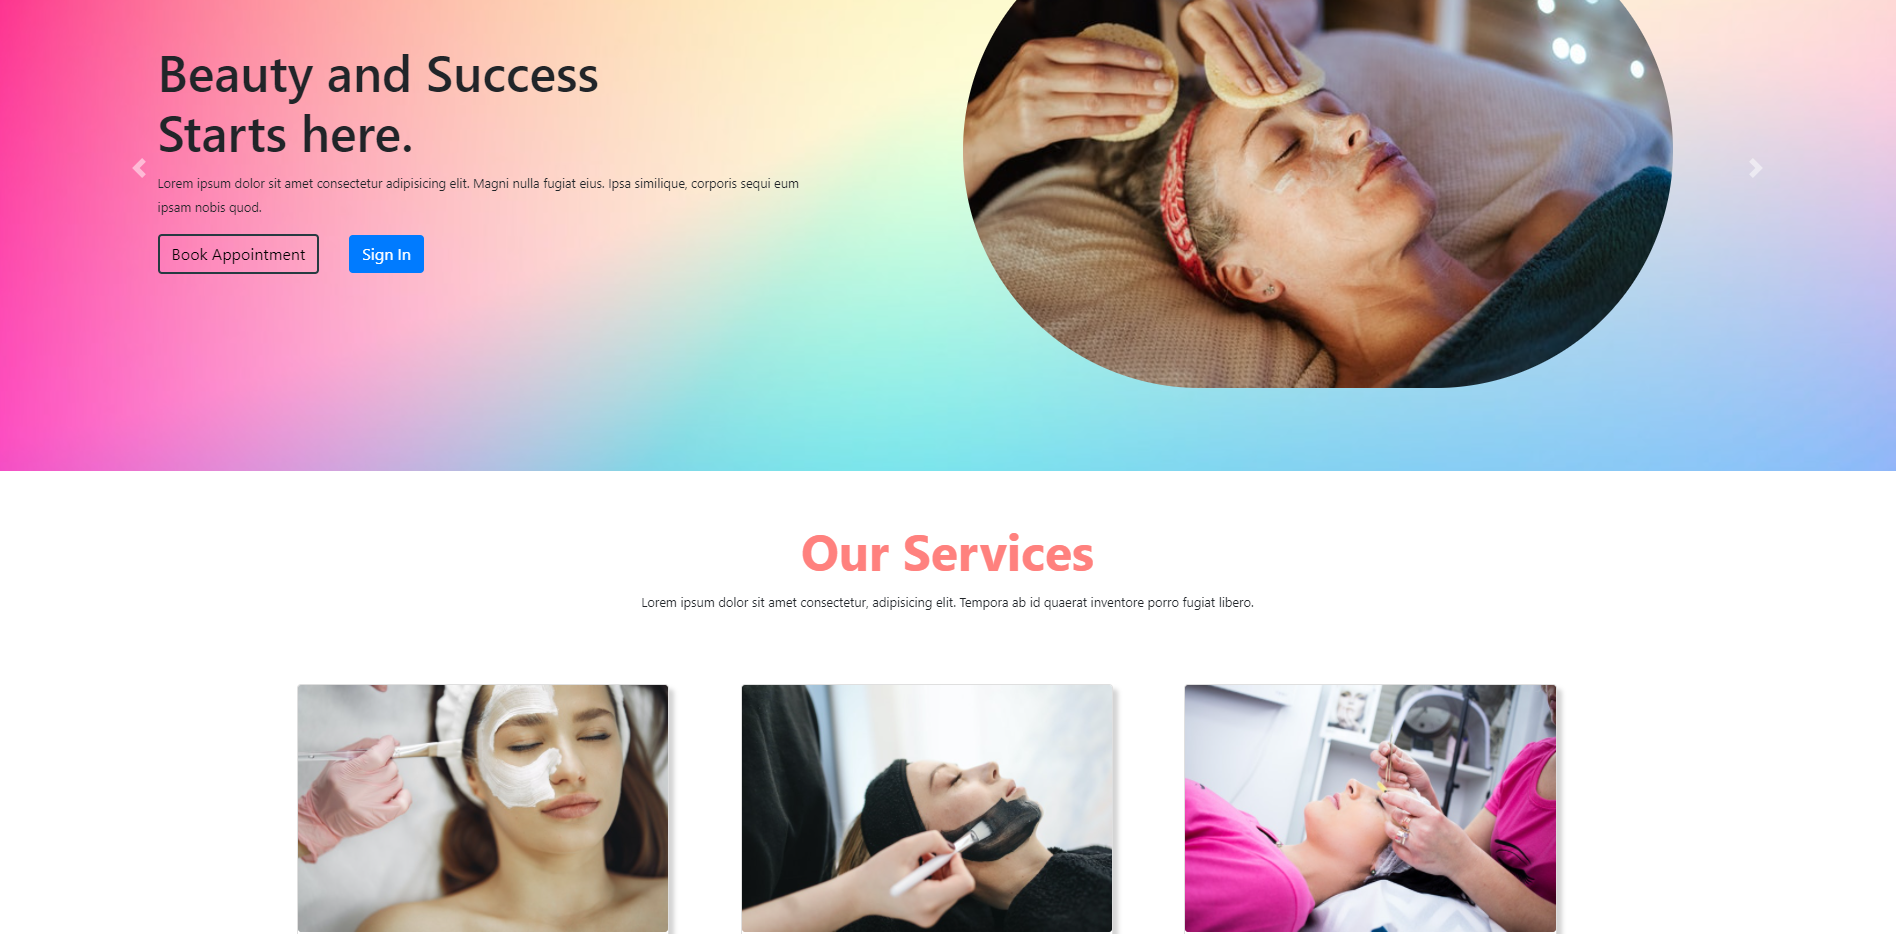 Beauty and Success
Starts here.
Lorem ipsum dolor sit amet consectetur adipisicing elit. Magni nulla fugiat eius. Ipsa similique, corporis sequi eum
ipsam nobis quod.
Book Appointment
Sign In
Our Services
Lorem ipsum dolor sit amet consectetur, adipisicing elit. Tempora ab id quaerat inventore porro fugiat libero.